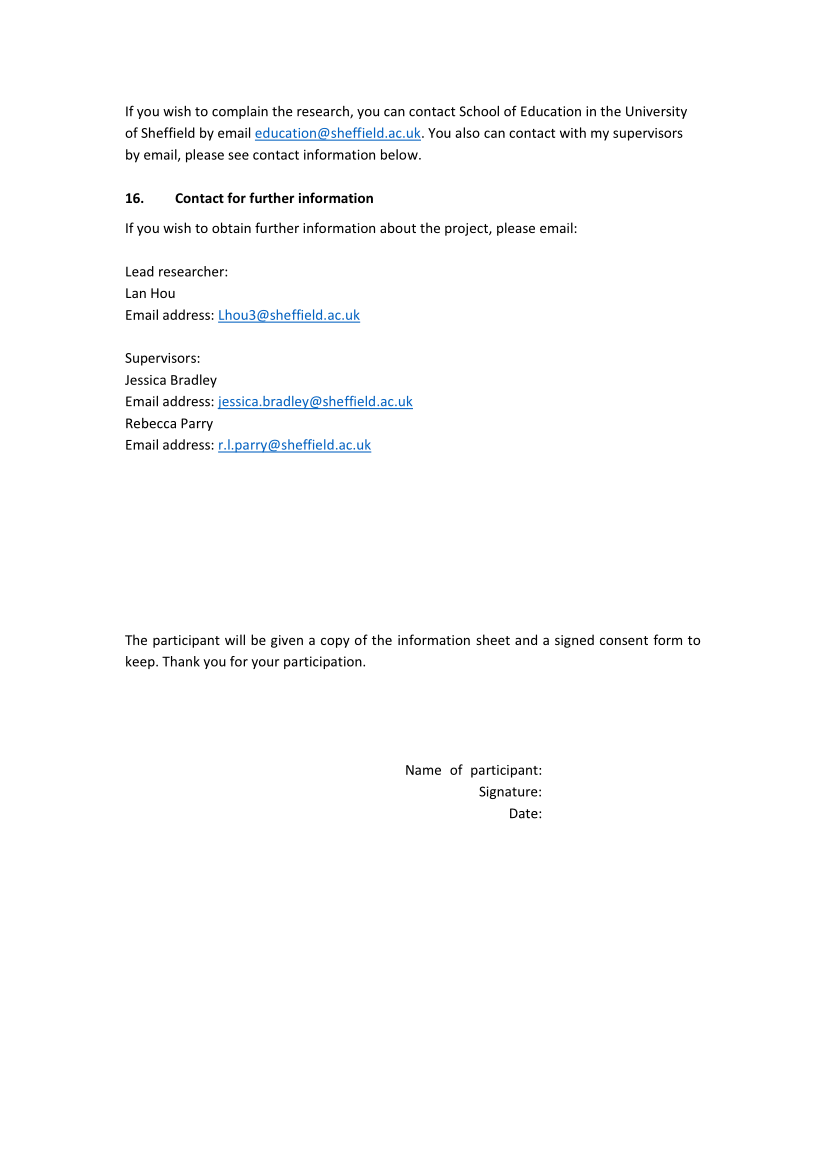 If you wish to complain the research, you can contact School of Education in the University
of Sheffield by email education@sheffield.ac.uk. You also can contact with my supervisors
by email, please see contact information below.
16. Contact for further information
If you wish to obtain further information about the project, please email:
Lead researcher:
Lan Hou
Email address: Lhou3@sheffield.ac.uk
Supervisors:
Jessica Bradley
Email address: jessica.bradley@sheffield.ac.uk
Rebecca Parry
Email address: r.l.parry@sheffield.ac.uk
The participant will be given a copy of the information sheet and a signed consent form to
keep. Thank you for your participation.
Name of participant:
Signature:
Date: